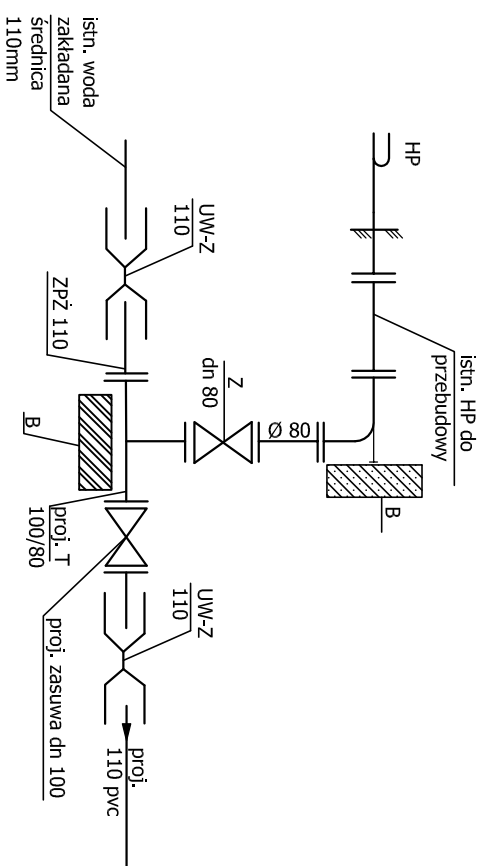 HP
istn. HP do
przebudowy
B
Ø 80
Z
dn 80
istn. woda
zakładana
średnica
110mm
UW-Z
110
ZPŻ 110
B
proj. T
100/80
proj. zasuwa dn 100
UW-Z
110
proj.
110 pvc